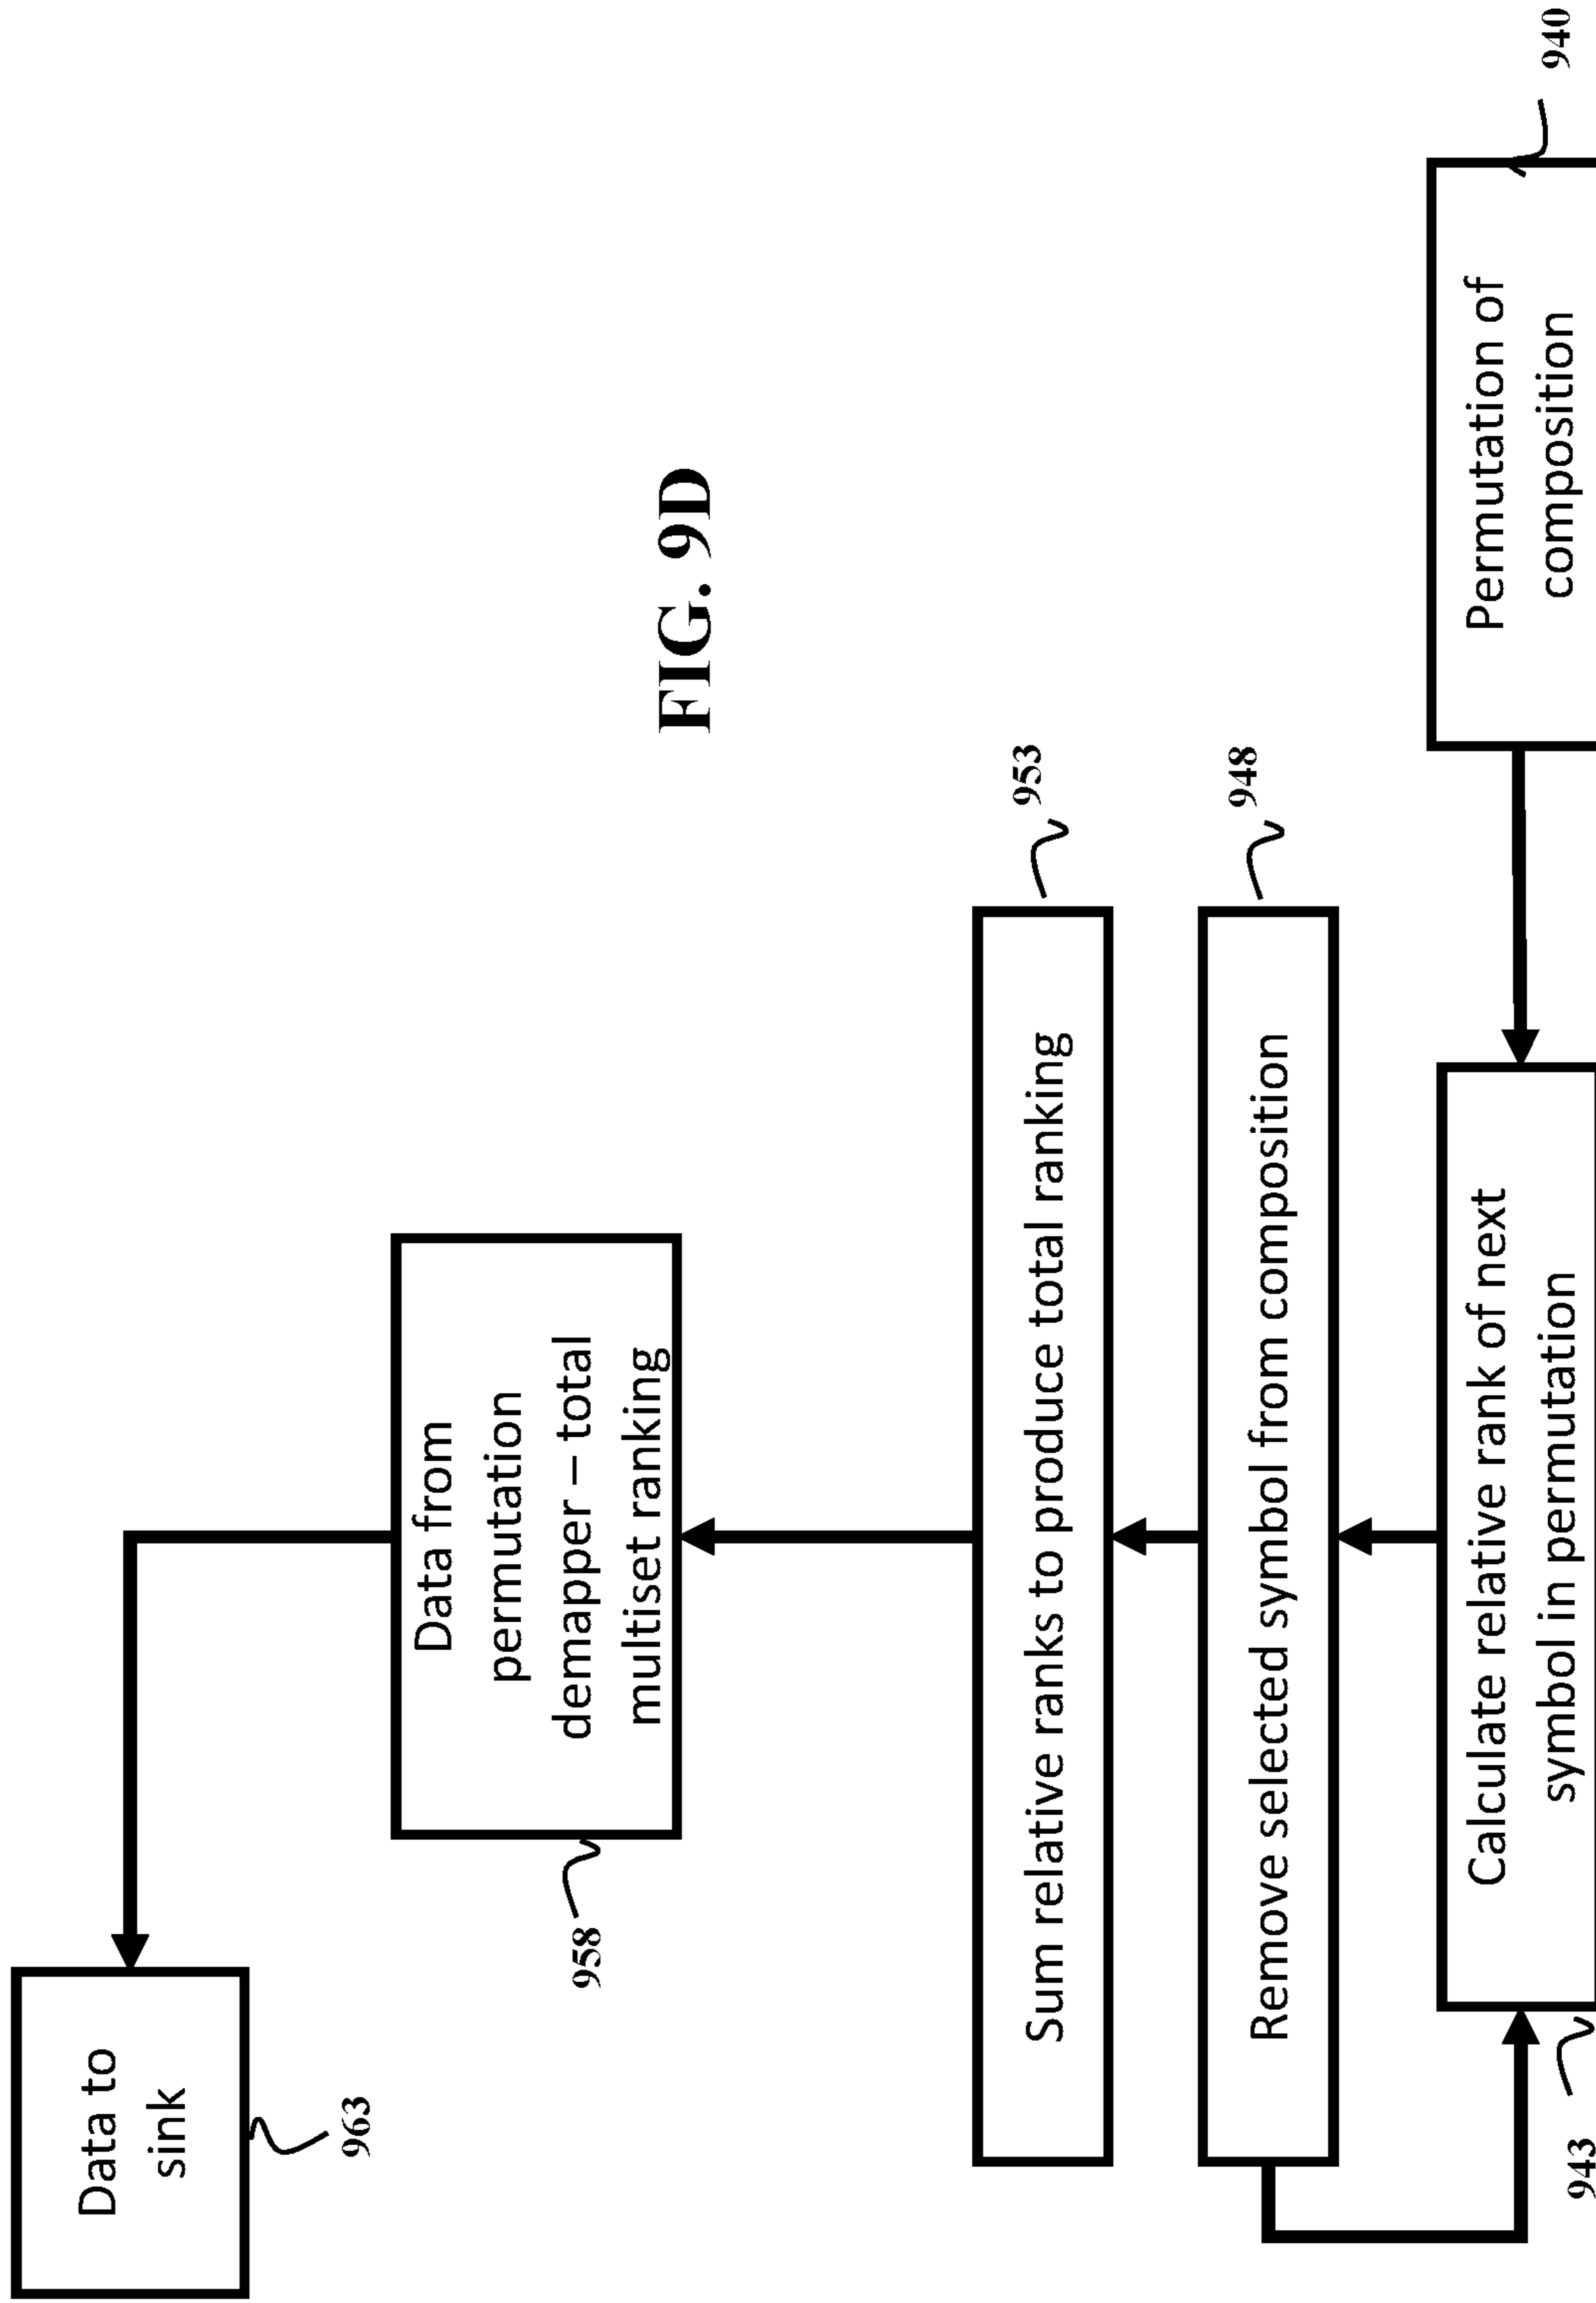 Data to
sink
963
Data from
permutation
demapper – total
multiset ranking
958
FIG. 9D
Sum relative ranks to produce total ranking
953
Remove selected symbol from composition
948
Calculate relative rank of next
symbol in permutation
943
Permutation of
composition
940